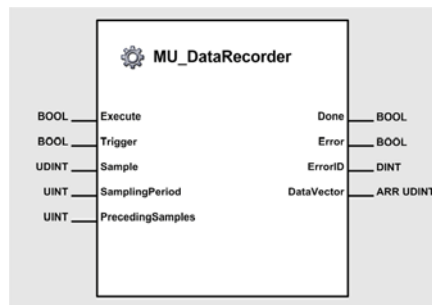 MU_DataRecorder
BOOL Execute Done BOOL
BOOL Trigger Error BOOL
UDINT Sample ErrorID DINT
UINT SamplingPeriod DataVector ARR UDINT
UINT PrecedingSamples